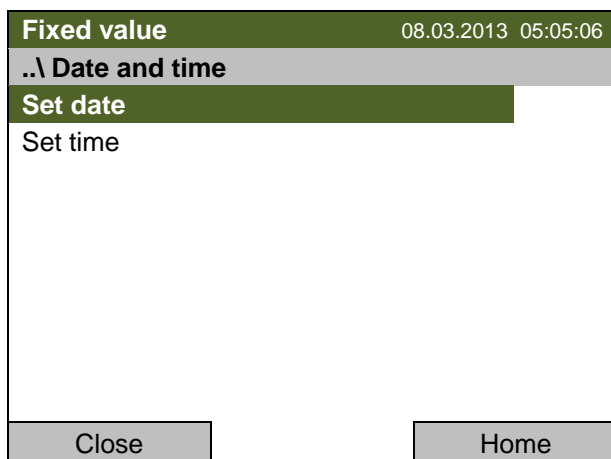 Fixed value 08.03.2013 05:05:06
..\ Date and time
Set date
Set time
Close Home